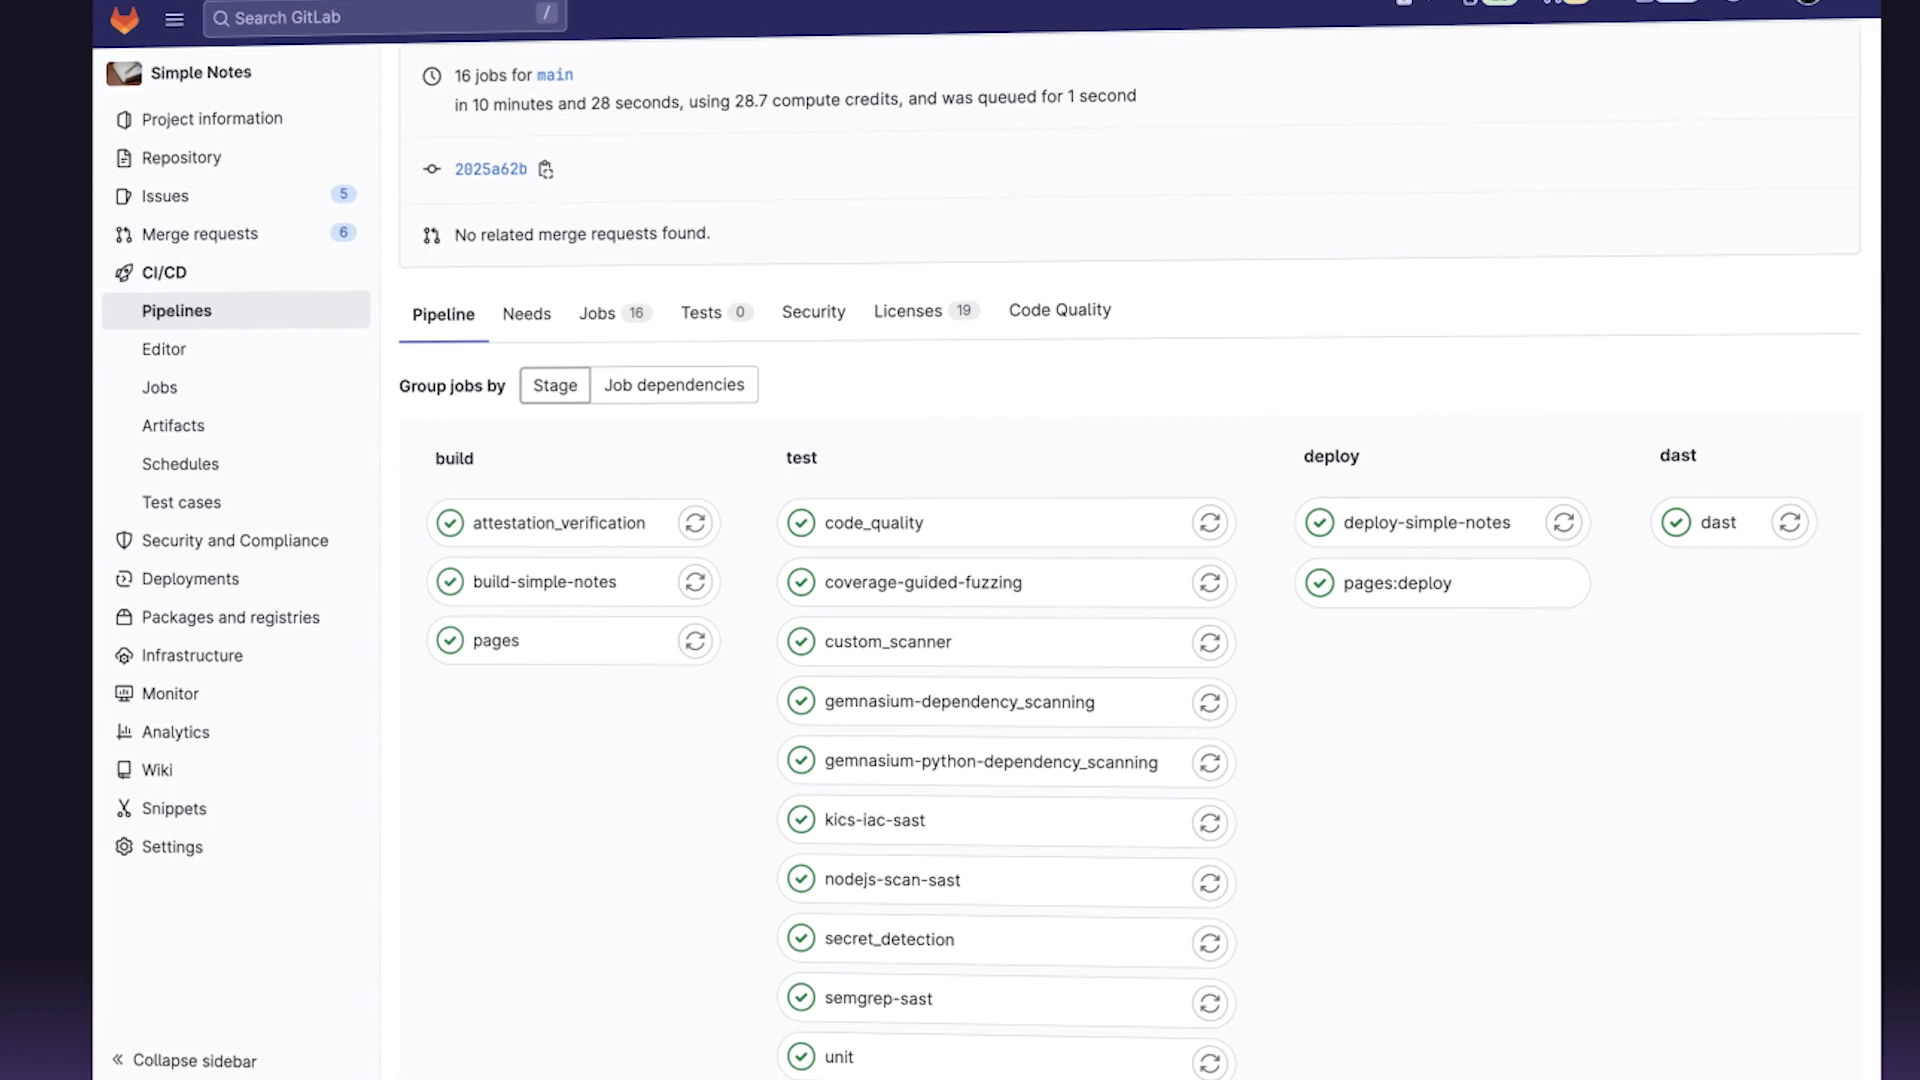 Search GitLab /
Simple Notes
Project information
Repository
Issues 5
Merge requests 6
CI/CD
Pipelines
Editor
Jobs
Artifacts
Schedules
Test cases
Security and Compliance
Deployments
Packages and registries
Infrastructure
Monitor
Analytics
Wiki
Snippets
Settings
Collapse sidebar
16 jobs for main
in 10 minutes and 28 seconds, using 28.7 compute credits, and was queued for 1 second
2025a62b
No related merge requests found.
Pipeline Needs Jobs 16 Tests 0 Security Licenses 19 Code Quality
Group jobs by Stage Job dependencies
build
attestation_verification
build-simple-notes
pages
test
code_quality
coverage-guided-fuzzing
custom_scanner
gemnasium-dependency_scanning
gemnasium-python-dependency_scanning
kics-iac-sast
nodejs-scan-sast
secret_detection
semgrep-sast
unit
deploy
deploy-simple-notes
pages:deploy
dast
dast